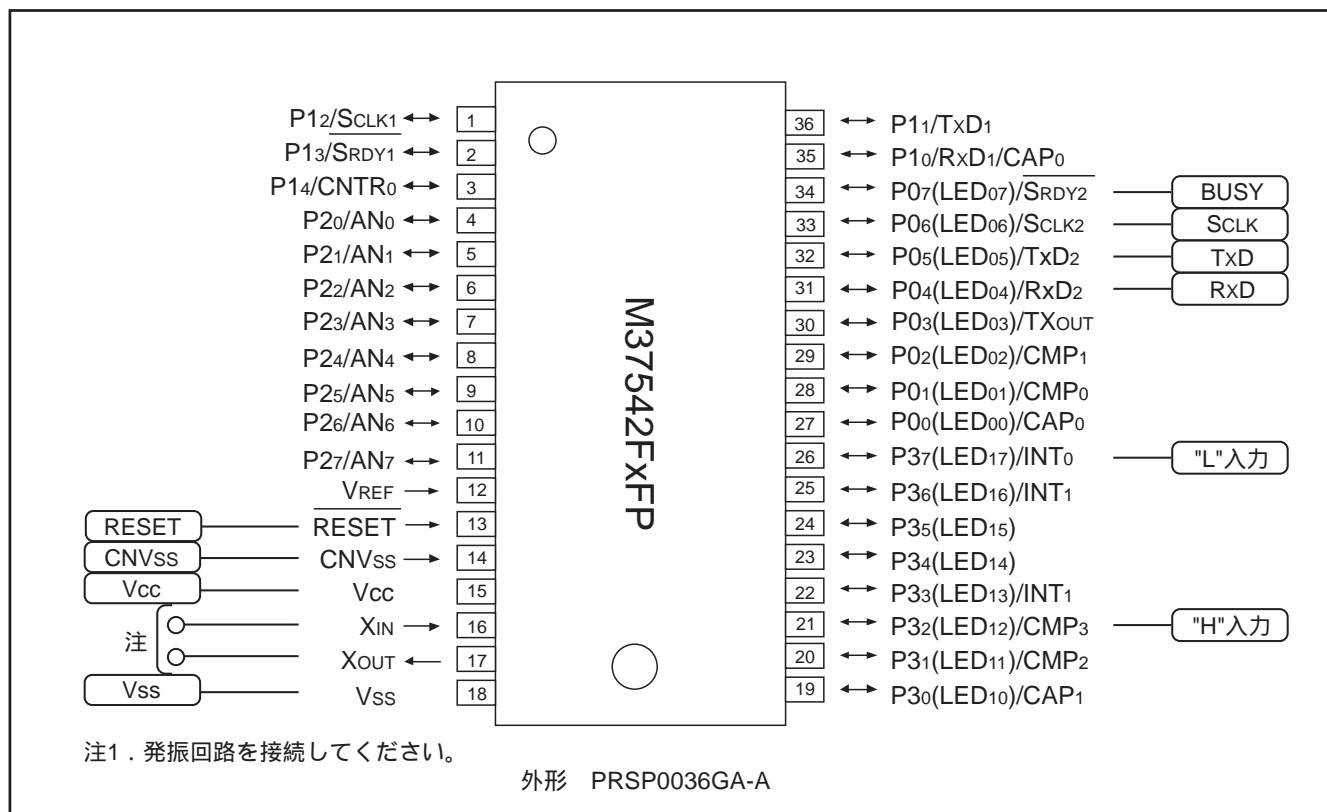 P12/SCLK1 1
P13/SRDY1 2
P14/CNTR0 3
P20/AN0 4
P21/AN1 5
P22/AN2 6
P23/AN3 7
P24/AN4 8
P25/AN5 9
P26/AN6 10
P27/AN7 11
VREF 12
RESET RESET 13
CNVSS CNVSS 14
Vcc Vcc 15
注
XIN 16
XOUT 17
Vss Vss 18
M37542FxFP
36 P11/TxD1
35 P10/RxD1/CAP0
34 P07(LED07)/SRDY2 BUSY
33 P06(LED06)/SCLK2 SCLK
32 P05(LED05)/TxD2 TxD
31 P04(LED04)/RxD2 RxD
30 P03(LED03)/TXOUT
29 P02(LED02)/CMP1
28 P01(LED01)/CMP0
27 P00(LED00)/CAP0
26 P37(LED17)/INT0 "L"入力
25 P36(LED16)/INT1
24 P35(LED15)
23 P34(LED14)
22 P33(LED13)/INT1
21 P32(LED12)/CMP3 "H"入力
20 P31(LED11)/CMP2
19 P30(LED10)/CAP1
注1．発振回路を接続してください。
外形 PRSP0036GA-A